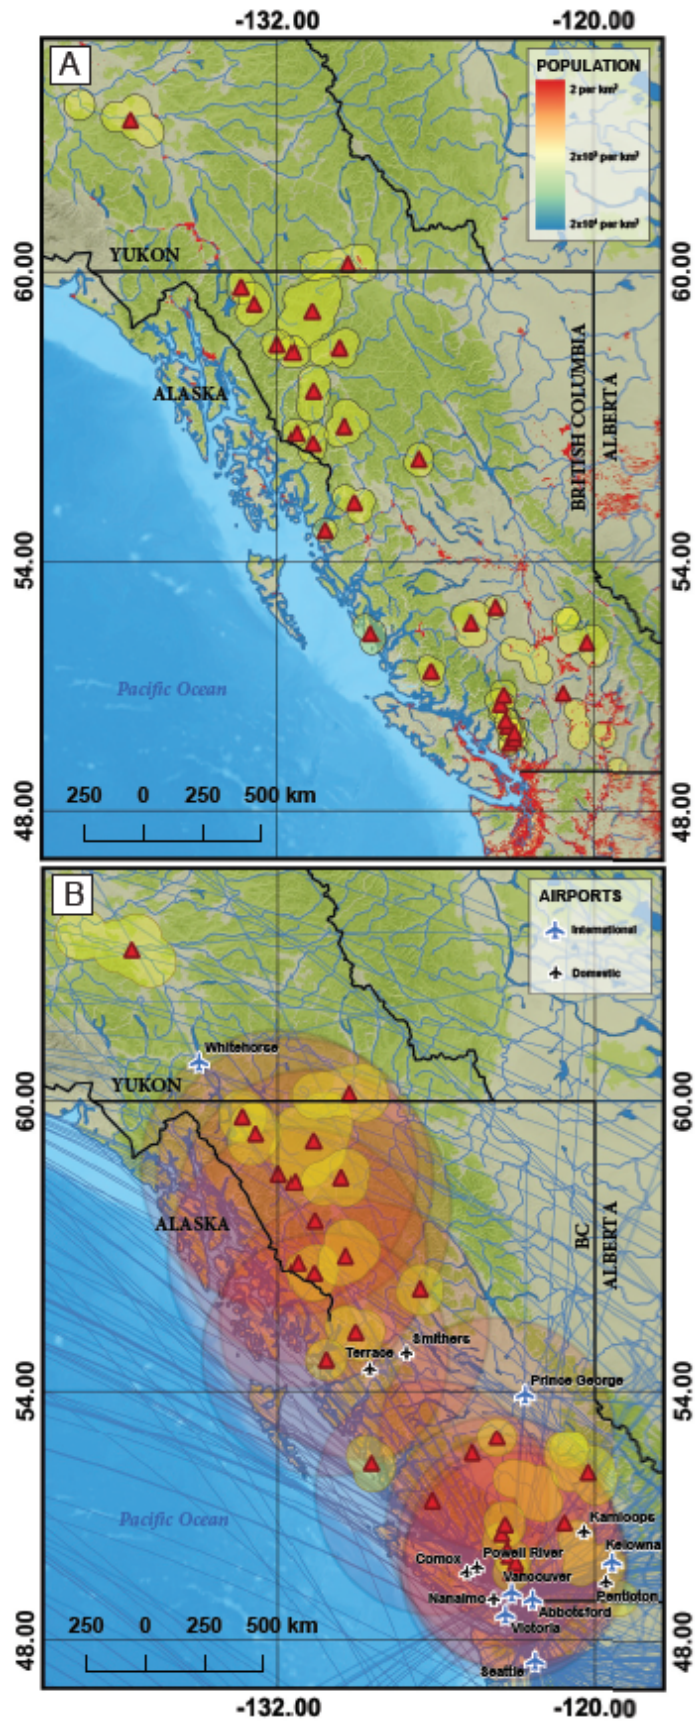 -132.00 -120.00
A
POPULATION
2 per km²
2x10³ per km²
2x10⁴ per km²
60.00 60.00
YUKON
ALASKA
BRITISH COLUMBIA
ALBERTA
54.00 54.00
Pacific Ocean
250 0 250 500 km
48.00 48.00
B
AIRPORTS
International
Domestic
Whitehorse
YUKON
60.00 60.00
ALASKA
BC
ALBERTA
Smithers
Terrace
Prince George
54.00 54.00
Pacific Ocean
Kamloops
Kelowna
Powell River
Comox
Vancouver
Penticton
Nanaimo
Abbotsford
Victoria
250 0 250 500 km
48.00 48.00
Seattle
-132.00 -120.00